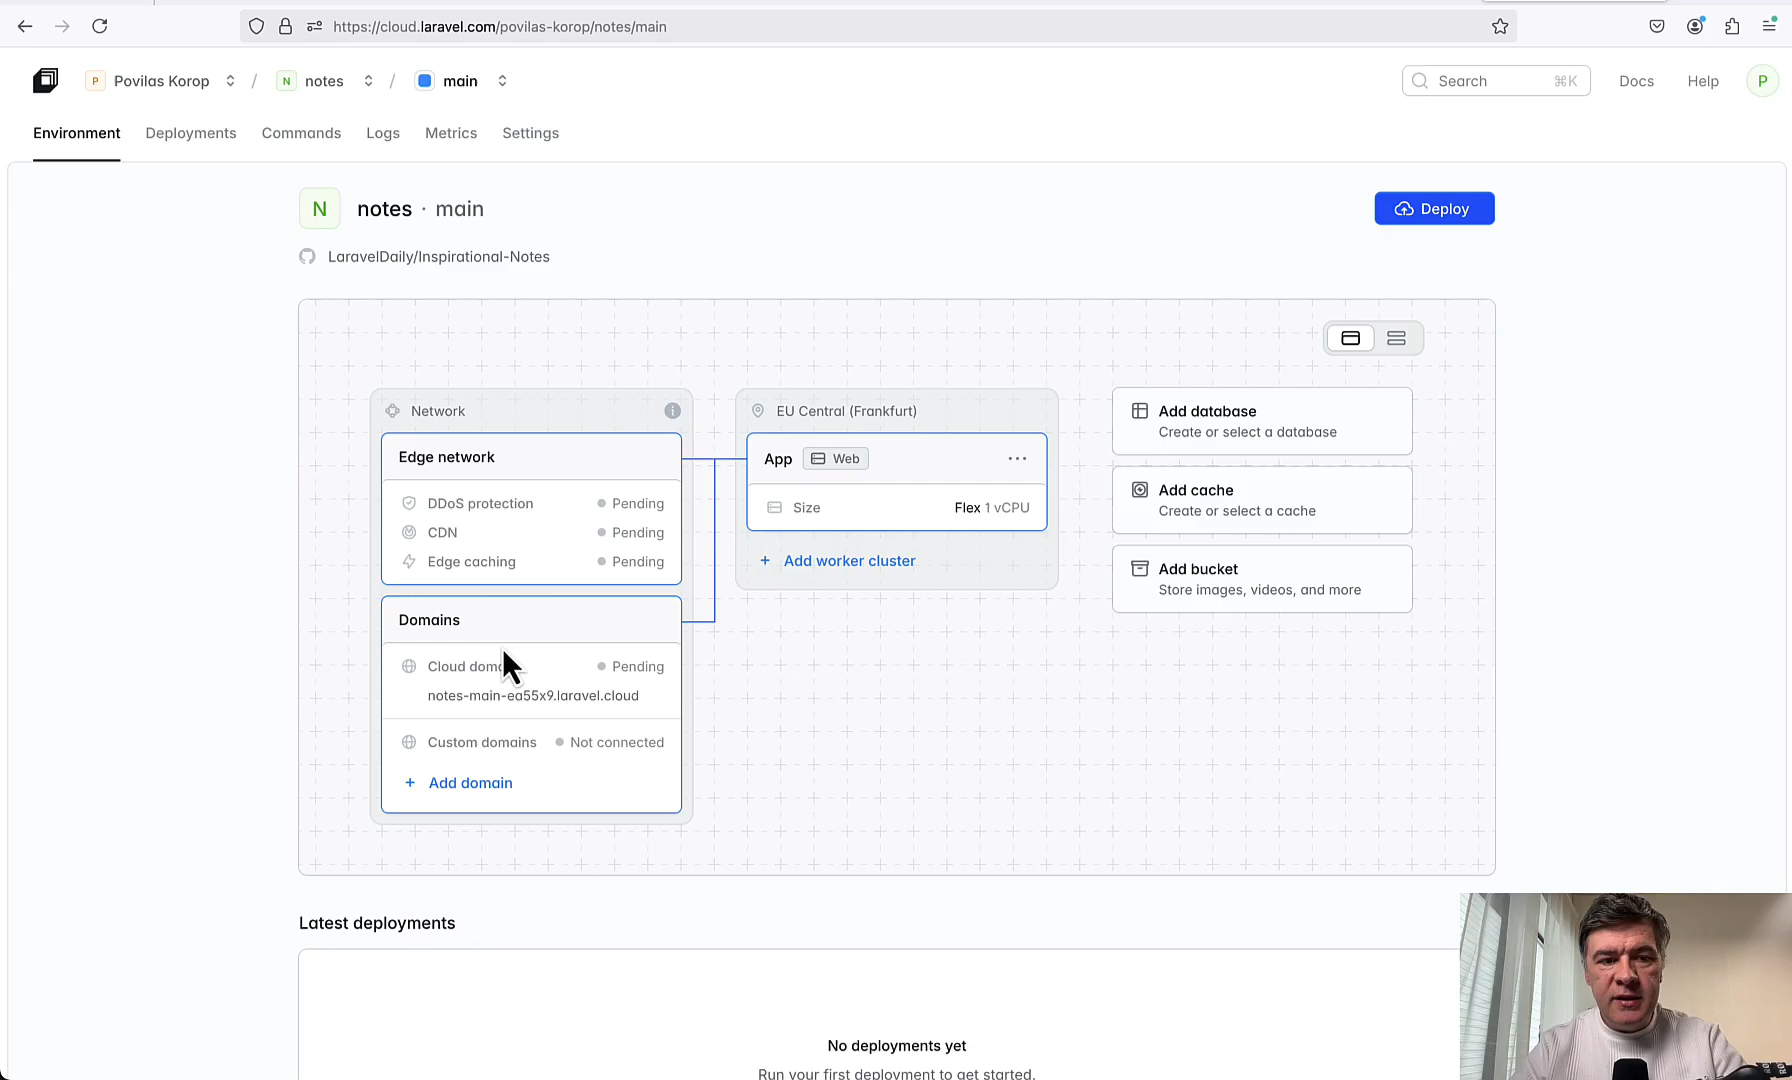 https://cloud.laravel.com/povilas-korop/notes/main
P Povilas Korop / N notes / main
Search ⌘K Docs Help P
Environment Deployments Commands Logs Metrics Settings
N notes · main
Deploy
LaravelDaily/Inspirational-Notes
Network
Edge network
DDoS protection Pending
CDN Pending
Edge caching Pending
Domains
Cloud Pending
notes-main-ea55x9.laravel.cloud
Custom domains Not connected
+ Add domain
EU Central (Frankfurt)
App Web
Size Flex 1 vCPU
+ Add worker cluster
Add database
Create or select a database
Add cache
Create or select a cache
Add bucket
Store images, videos, and more
Latest deployments
No deployments yet
Run your first deployment to get started.